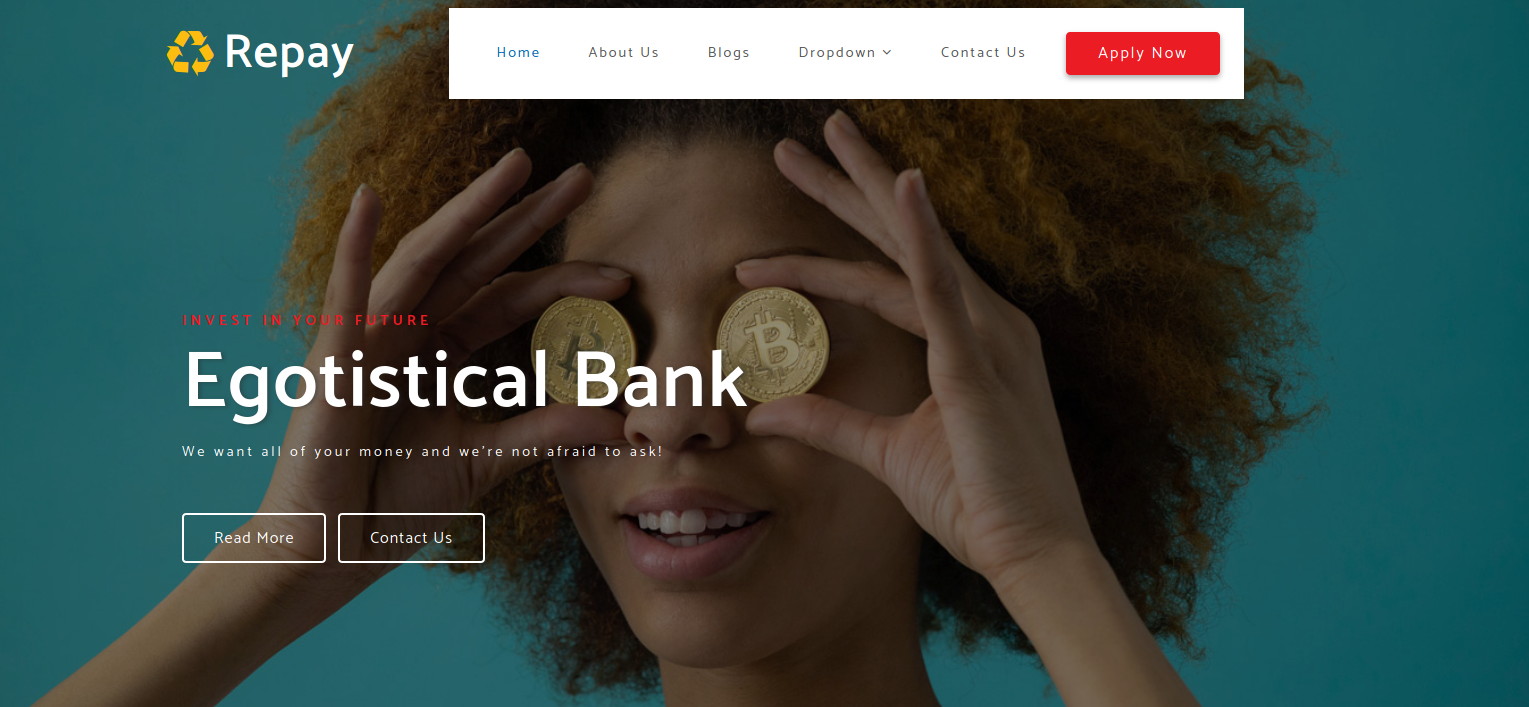 Repay
Home About Us Blogs Dropdown Contact Us Apply Now
INVEST IN YOUR FUTURE
Egotistical Bank
We want all of your money and we're not afraid to ask!
Read More Contact Us